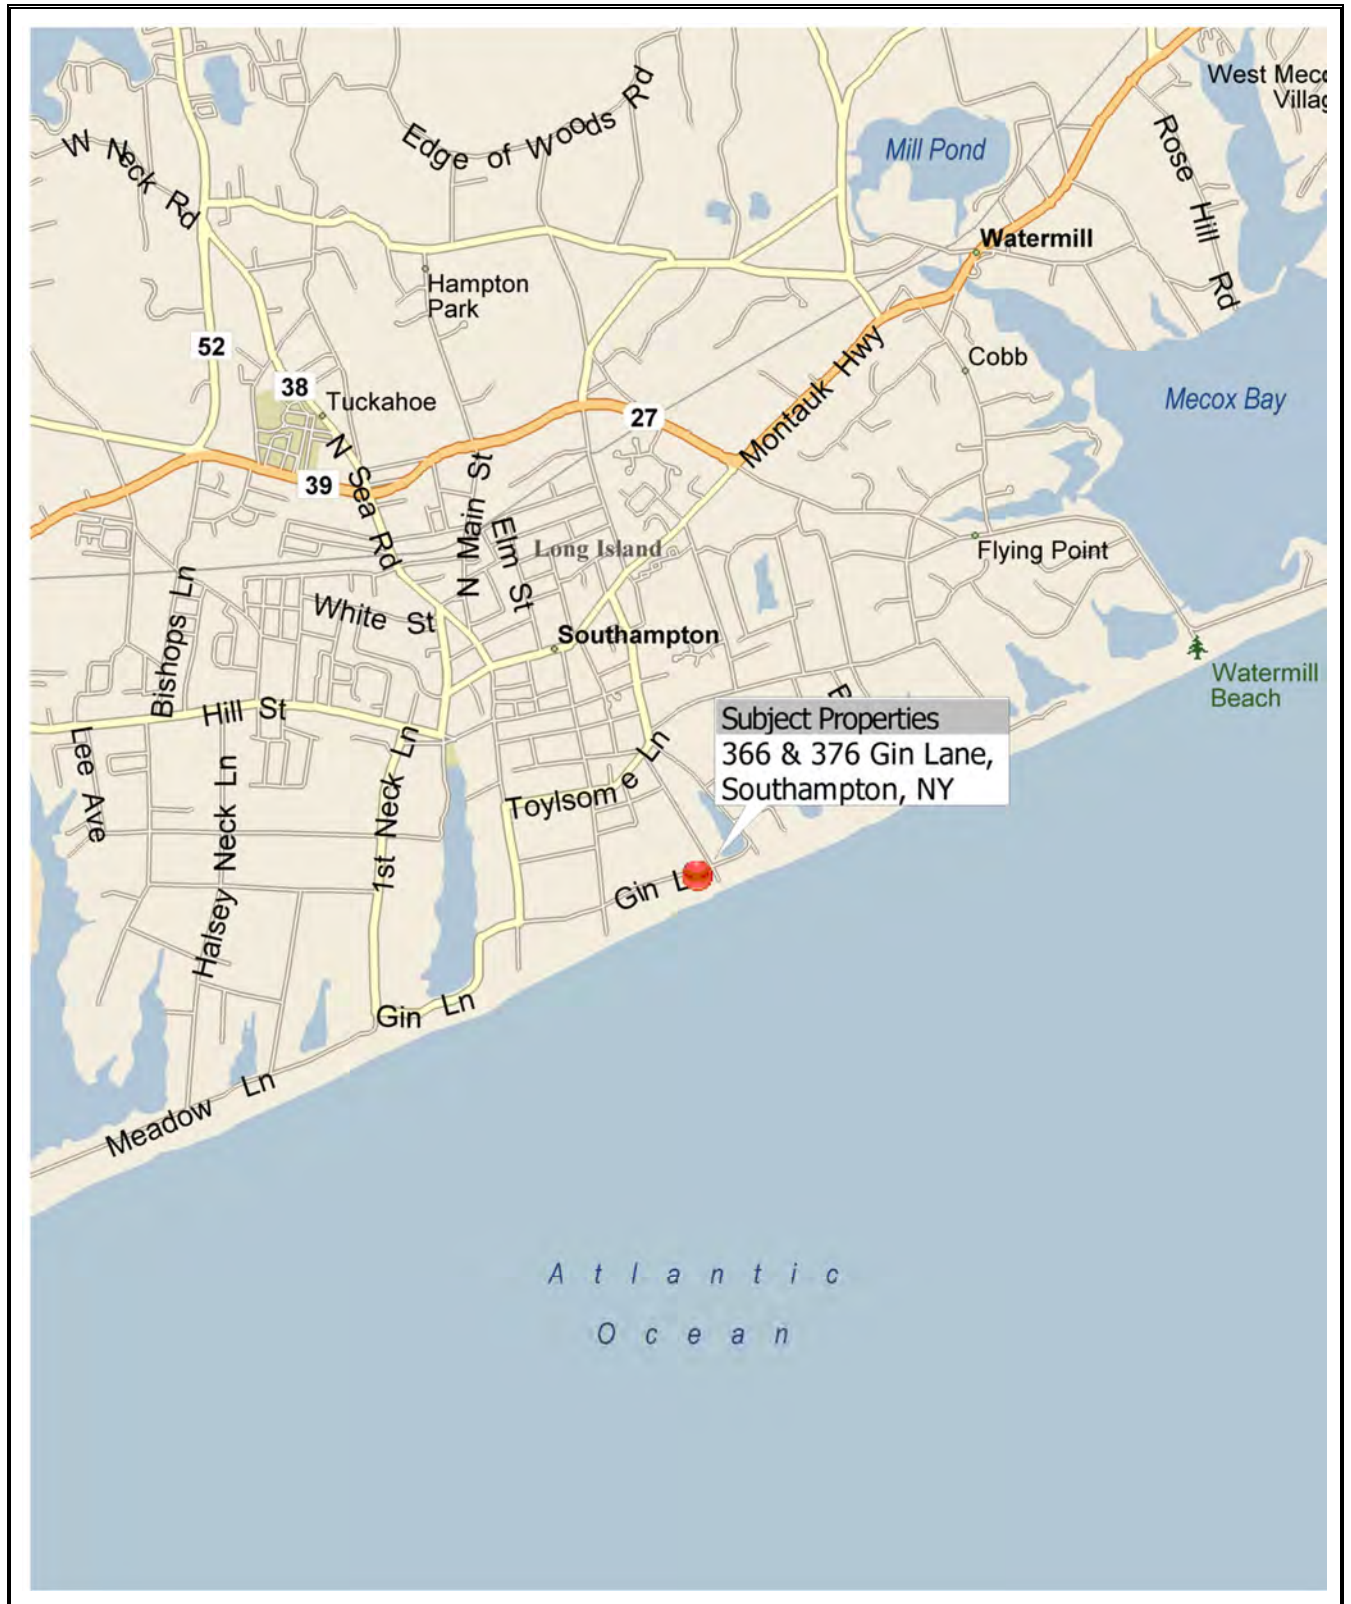 West Meco
Villag
W Neck Rd
Edge of Woods Rd
Mill Pond
Rose Hill Rd
Watermill
Hampton
Park
52
38
Tuckahoe
Cobb
Mecox Bay
27
Montauk Hwy
N Sea Rd
39
N Main St
Elm St
Long Island
Flying Point
Bishops Ln
White St
Southampton
Watermill
Beach
Hill St
Lee Ave
Halsey Neck Ln
1st Neck Ln
Toylsome Ln
Subject Properties
366 & 376 Gin Lane,
Southampton, NY
Gin L
Gin Ln
Meadow Ln
Atlantic
Ocean